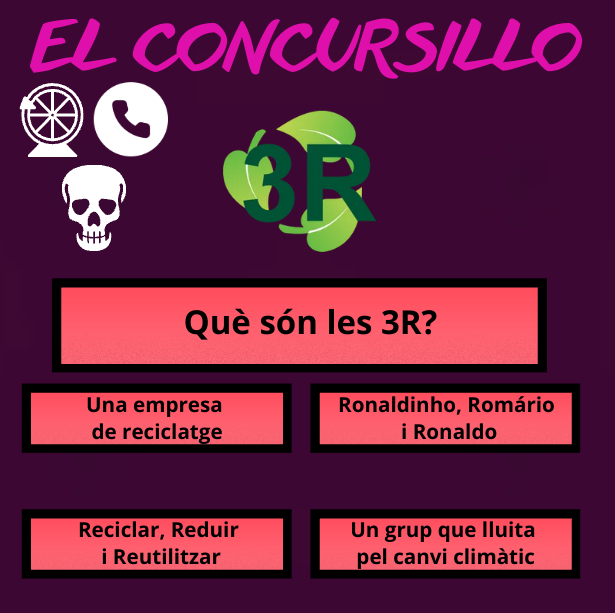 EL CONCURSILLO
3R
Què són les 3R?
Una empresa
de reciclatge
Ronaldinho, Romário
i Ronaldo
Reciclar, Reduir
i Reutilitzar
Un grup que lluita
pel canvi climàtic